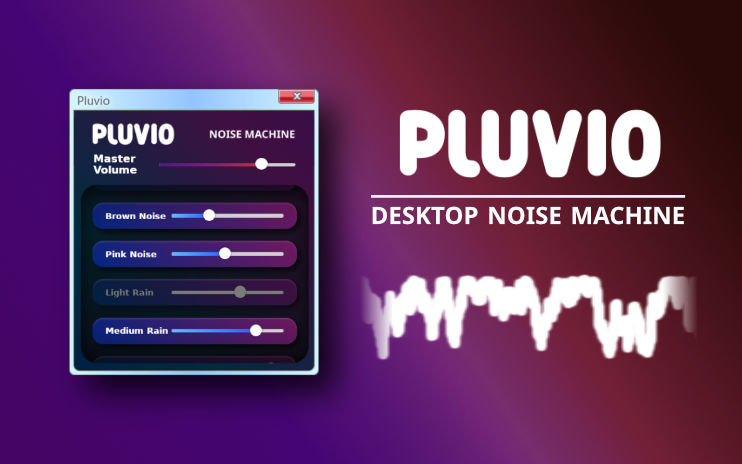 Pluvio
PLUVIO
NOISE MACHINE
Master
Volume
Brown Noise
Pink Noise
Light Rain
Medium Rain
PLUVIO
DESKTOP NOISE MACHINE